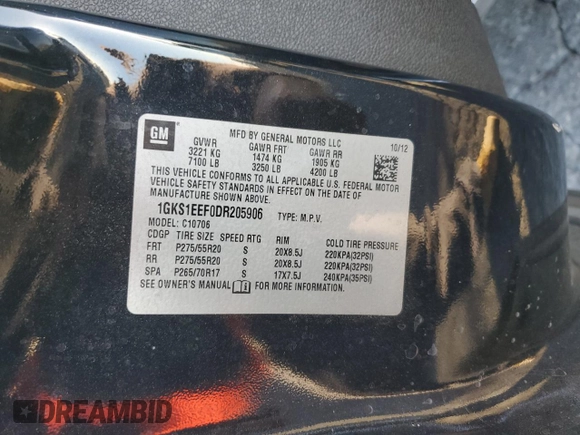 GM
MFD BY GENERAL MOTORS LLC
10/12
GVWR GAWR FRT GAWR RR
3221 KG 1474 KG 1905 KG
7100 LB 3250 LB 4200 LB
THIS VEHICLE CONFORMS TO ALL APPLICABLE U.S. FEDERAL MOTOR
VEHICLE SAFETY STANDARDS IN EFFECT ON THE DATE OF
MANUFACTURE SHOWN ABOVE.
1GKS1EEF0DR205906 TYPE: M.P.V.
MODEL: C10706
CDGP TIRE SIZE SPEED RTG RIM COLD TIRE PRESSURE
FRT P275/55R20 S 20X8.5J 220KPA(32PSI)
RR P275/55R20 S 20X8.5J 220KPA(32PSI)
SPA P265/70R17 S 17X7.5J 240KPA(35PSI)
SEE OWNER'S MANUAL FOR MORE INFORMATION.
DREAMBID